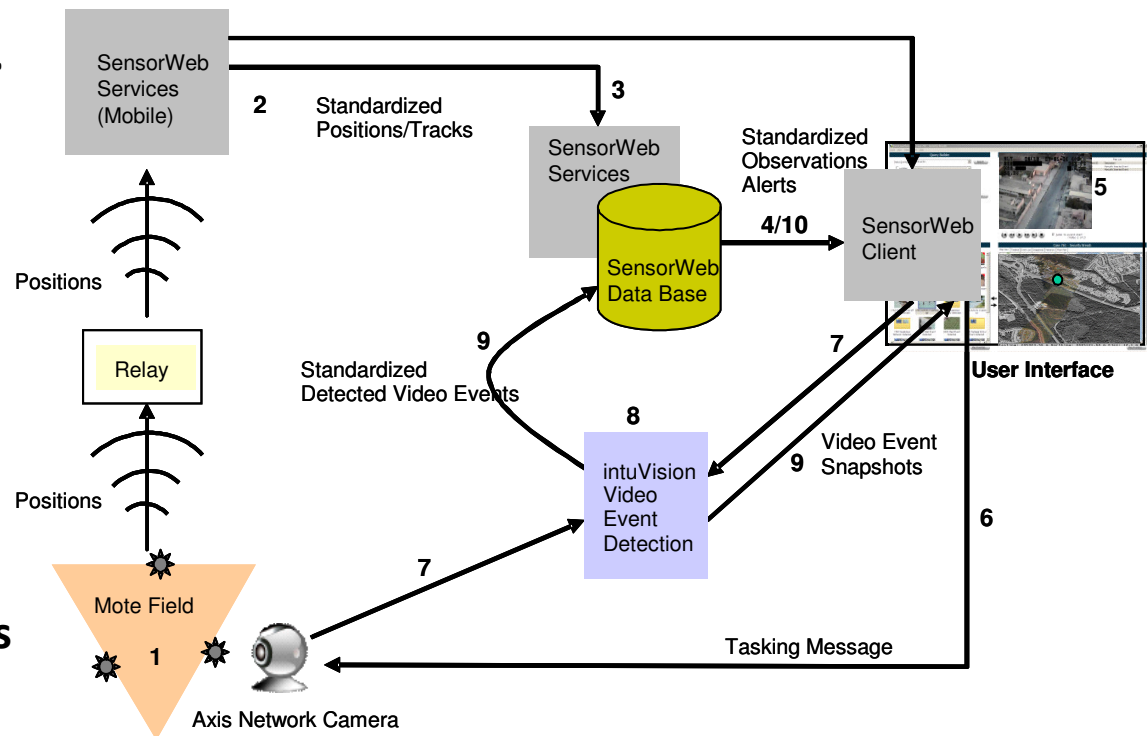 SensorWeb
Services
(Mobile)
2
Standardized
Positions/Tracks
3
SensorWeb
Services
Standardized
Observations
Alerts
4/10
SensorWeb
Client
5
SensorWeb
Data Base
User Interface
Positions
Relay
Positions
9
Standardized
Detected Video Events
8
intuVision
Video
Event
Detection
7
9
Video Event
Snapshots
6
7
Mote Field
1
s
Tasking Message
Axis Network Camera